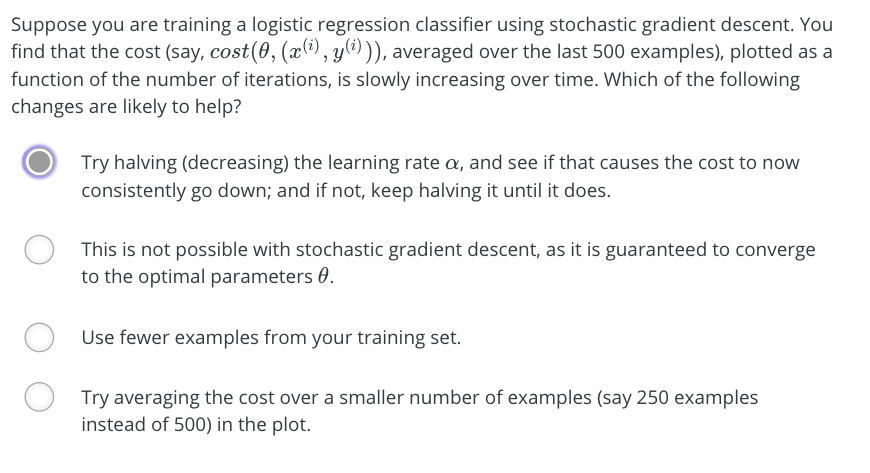 Suppose you are training a logistic regression classifier using stochastic gradient descent. You
find that the cost (say, cost(θ, (x⁽ⁱ⁾, y⁽ⁱ⁾)), averaged over the last 500 examples), plotted as a
function of the number of iterations, is slowly increasing over time. Which of the following
changes are likely to help?
Try halving (decreasing) the learning rate α, and see if that causes the cost to now
consistently go down; and if not, keep halving it until it does.
This is not possible with stochastic gradient descent, as it is guaranteed to converge
to the optimal parameters θ.
Use fewer examples from your training set.
Try averaging the cost over a smaller number of examples (say 250 examples
instead of 500) in the plot.